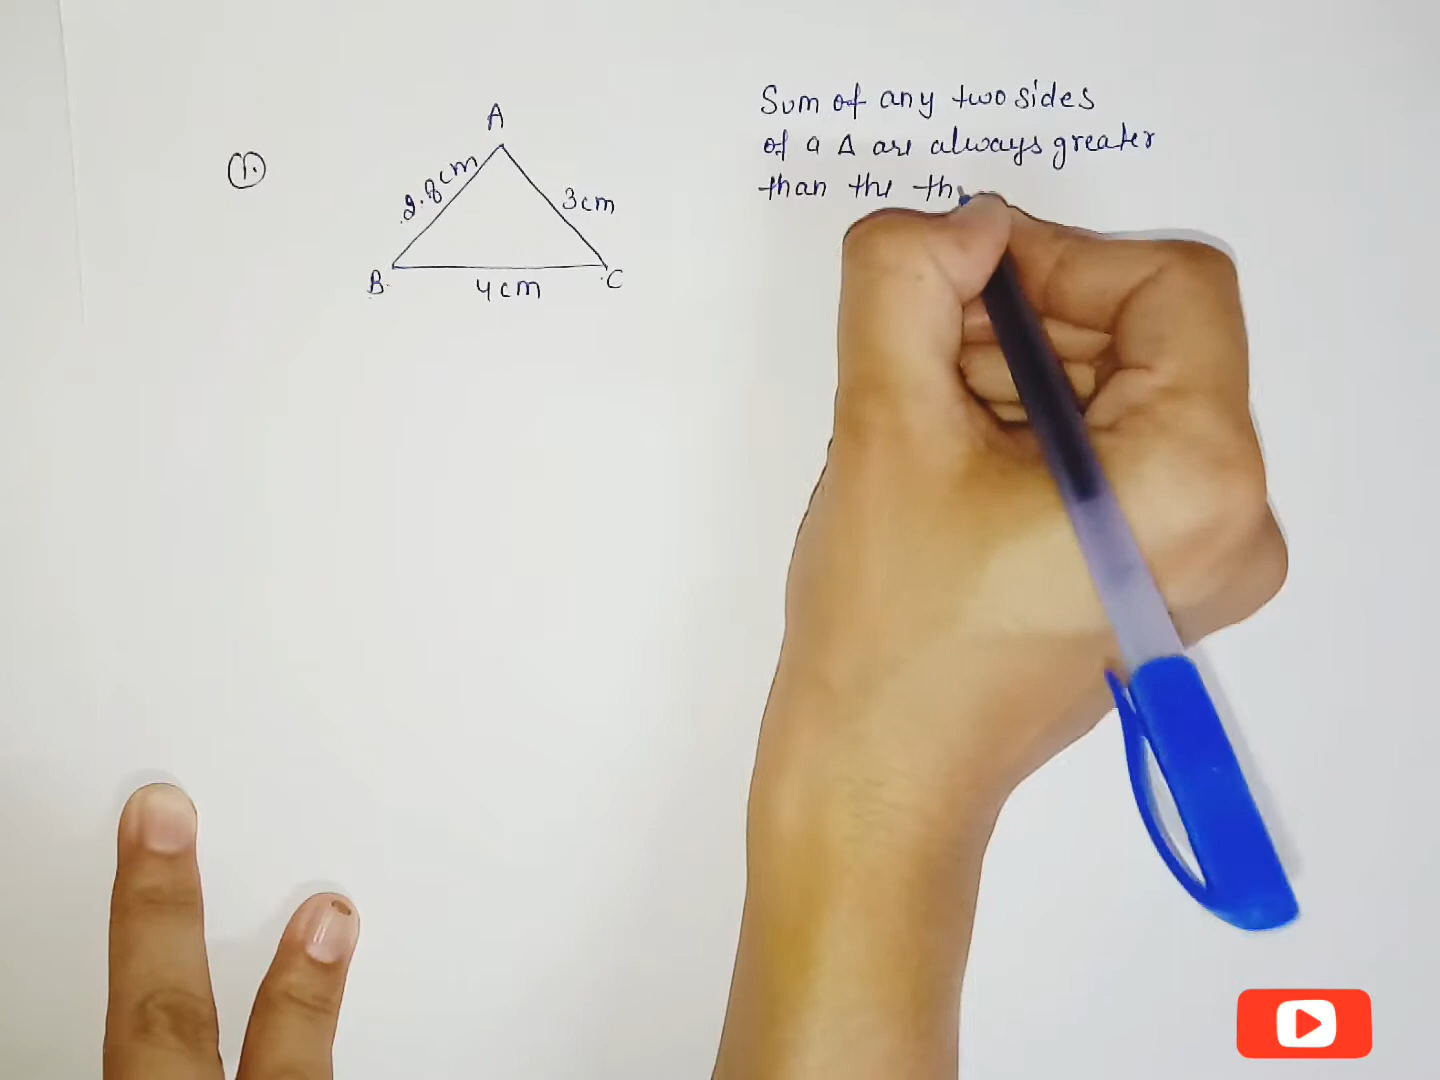 1.
A
2.8cm
3cm
B
4cm
C
Sum of any two sides
of a Δ are always greater
than the th